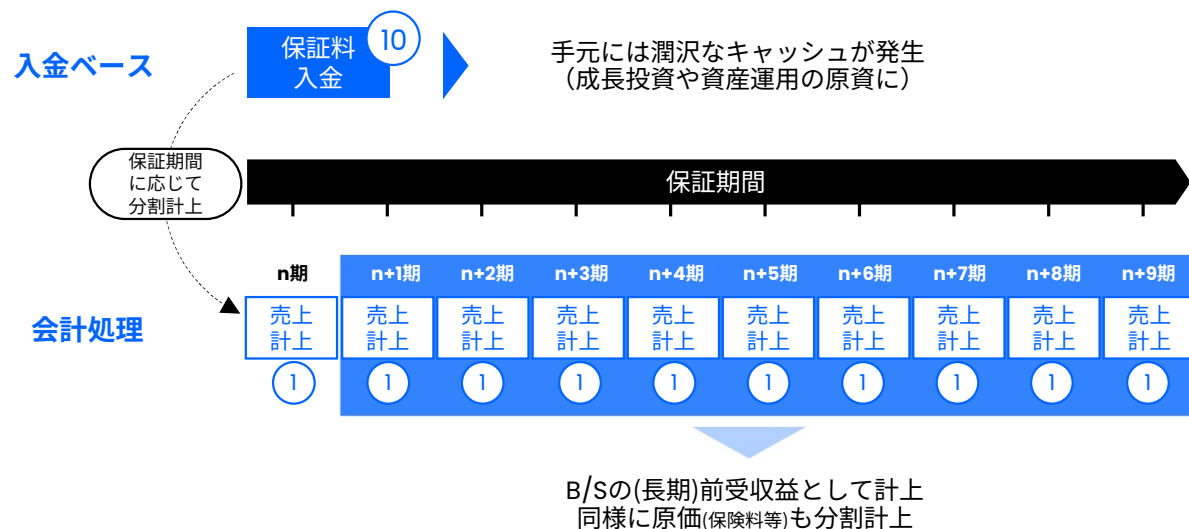 入金ベース
保証料
入金
10
手元には潤沢なキャッシュが発生
（成長投資や資産運用の原資に）
保証期間
に応じて
分割計上
保証期間
n期 n+1期 n+2期 n+3期 n+4期 n+5期 n+6期 n+7期 n+8期 n+9期
会計処理
売上 売上 売上 売上 売上 売上 売上 売上 売上 売上
計上 計上 計上 計上 計上 計上 計上 計上 計上 計上
1 1 1 1 1 1 1 1 1 1
B/Sの(長期)前受収益として計上
同様に原価(保険料等)も分割計上